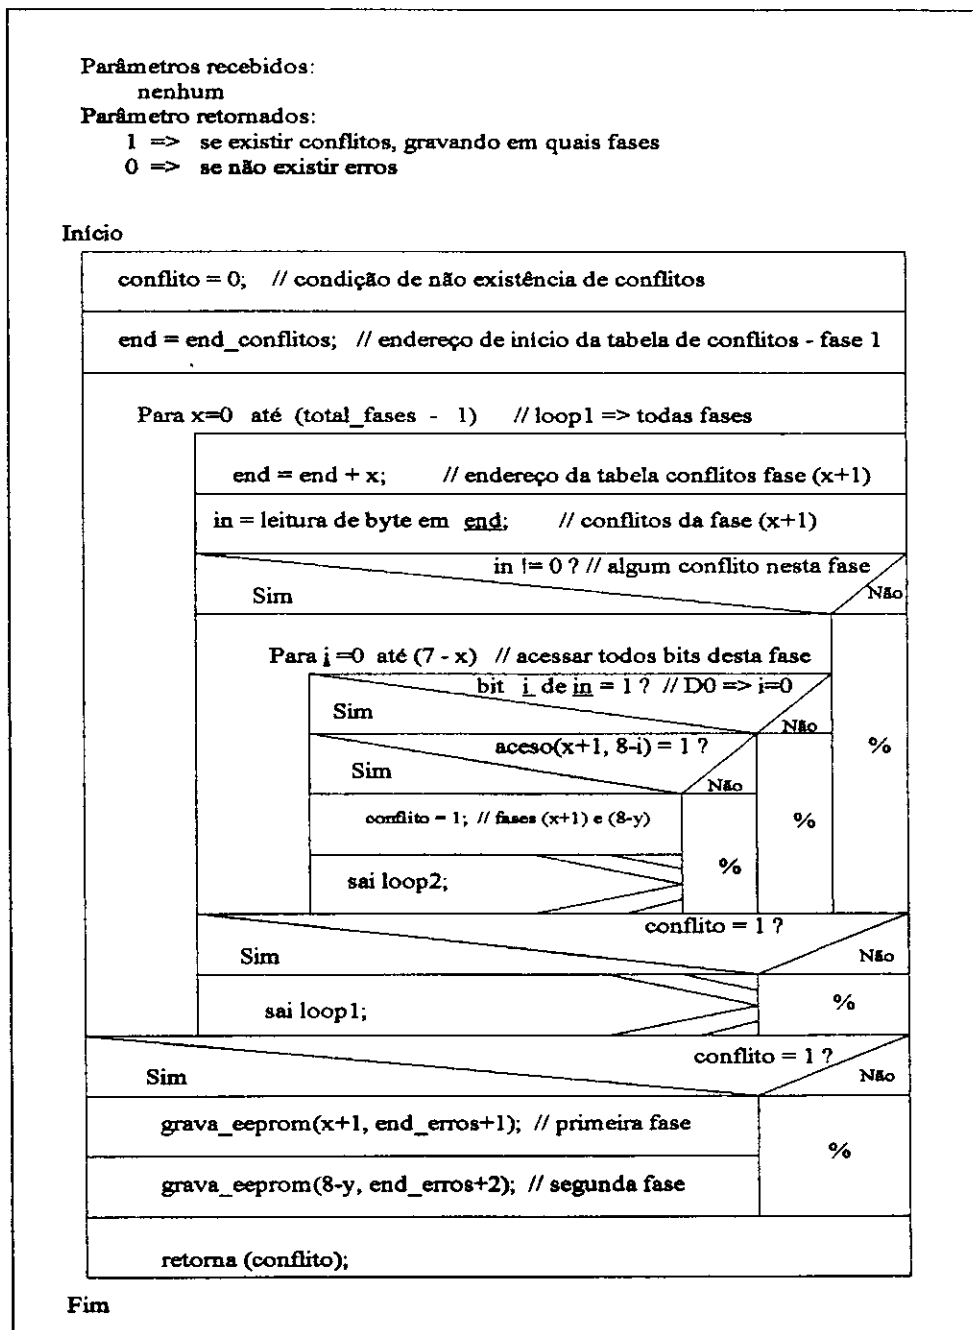 Parâmetros recebidos:
nenhum
Parâmetro retornados:
1 => se existir conflitos, gravando em quais fases
0 => se não existir erros
Início
conflito = 0; // condição de não existência de conflitos
end = end_conflitos; // endereço de início da tabela de conflitos - fase 1
Para x=0 até (total_fases - 1) // loop1 => todas fases
end = end + x; // endereço da tabela conflitos fase (x+1)
in = leitura de byte em end; // conflitos da fase (x+1)
in != 0 ? // algum conflito nesta fase
Sim Não
Para i =0 até (7 - x) // acessar todos bits desta fase
bit i de in = 1 ? // D0 => i=0
Sim Não
%
aceso(x+1, 8-i) = 1 ?
Sim Não
conflito = 1; // fases (x+1) e (8-y)
%
%
sai loop2;
conflito = 1 ?
Sim Não
sai loop1; %
conflito = 1 ?
Sim Não
grava_eeprom(x+1, end_erros+1); // primeira fase
%
grava_eeprom(8-y, end_erros+2); // segunda fase
retorna (conflito);
Fim